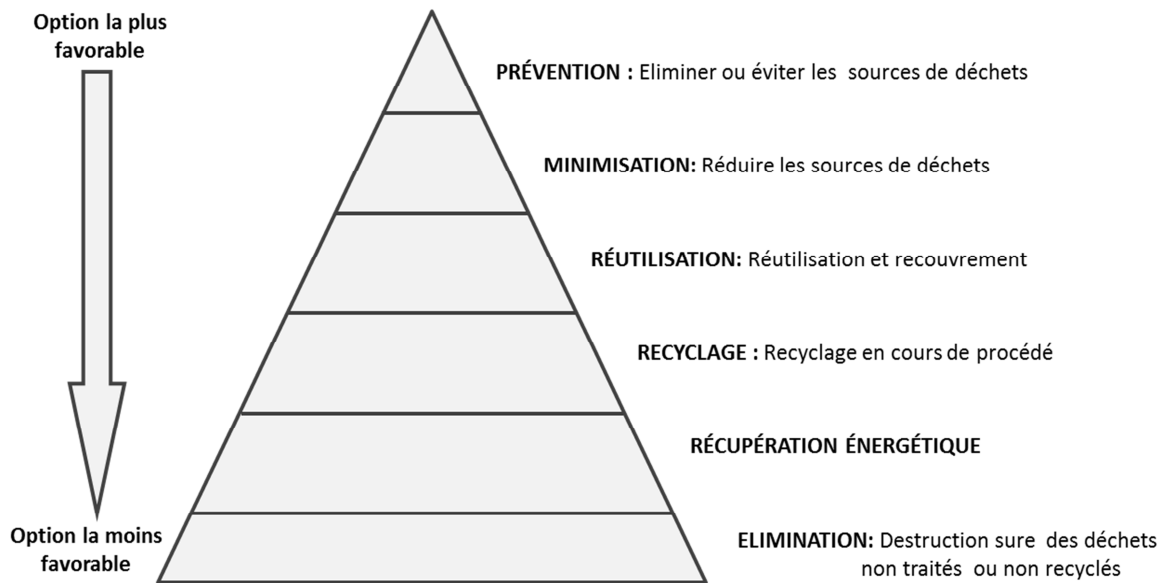 Option la plus
favorable
PRÉVENTION : Eliminer ou éviter les sources de déchets
MINIMISATION: Réduire les sources de déchets
RÉUTILISATION: Réutilisation et recouvrement
RECYCLAGE : Recyclage en cours de procédé
RÉCUPÉRATION ÉNERGÉTIQUE
Option la moins
favorable
ELIMINATION: Destruction sure des déchets
non traités ou non recyclés